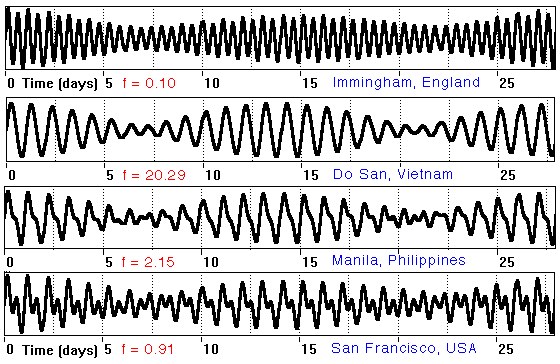 0 Time (days) 5 f = 0.10 10 15 Immingham, England 25
0 5 f = 20.29 10 15 Do San, Vietnam 25
0 5 f = 2.15 10 15 Manila, Philippines 25
0 Time (days) 5 f = 0.91 10 15 San Francisco, USA 25